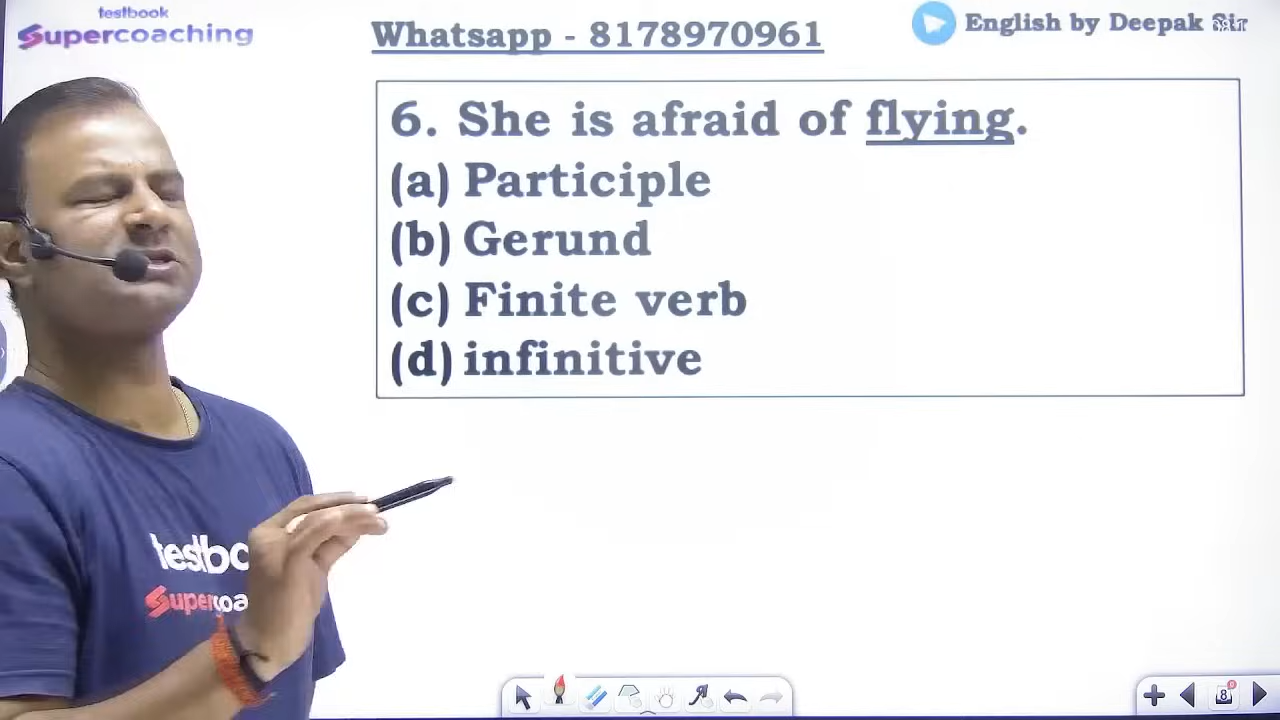 testbook
Supercoaching
Whatsapp - 8178970961
English by Deepak Sir
6. She is afraid of flying.
(a) Participle
(b) Gerund
(c) Finite verb
(d) infinitive
testbo
Supercoa
8